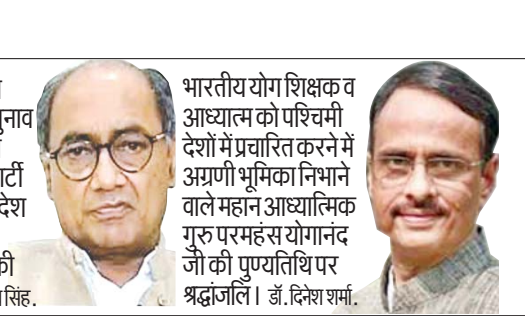 ुनाव
र्टी
देश
की
सिंह.
भारतीय योग शिक्षक व
आध्यात्म को पश्चिमी
देशों में प्रचारित करने में
अग्रणी भूमिका निभाने
वाले महान आध्यात्मिक
गुरु परमहंस योगानंद
जी की पुण्यतिथि पर
श्रद्धांजलि। डॉ. दिनेश शर्मा.